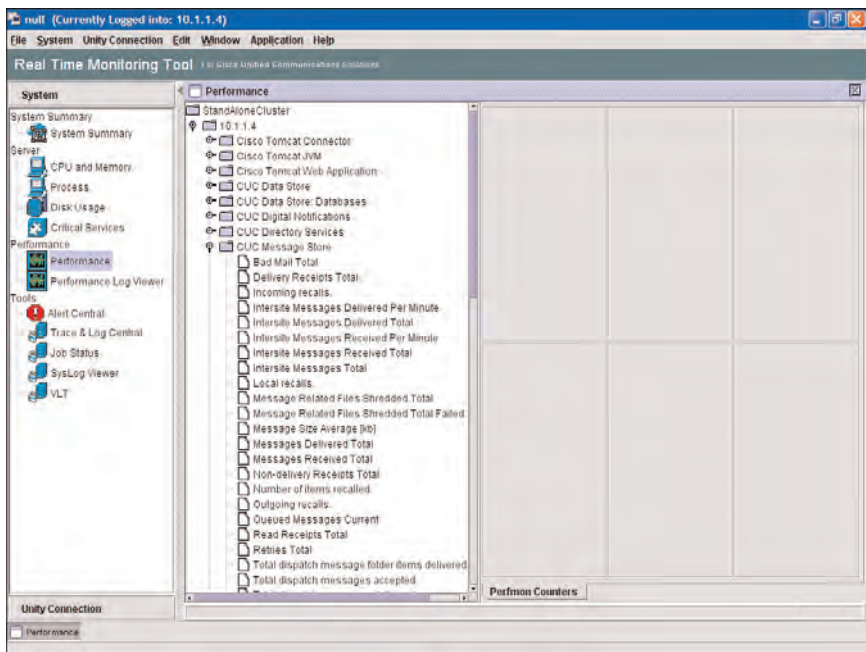 null (Currently Logged into: 10.1.1.4)
File System Unity Connection Edit Window Application Help
Real Time Monitoring Tool For Cisco Unified Communications Solutions
System
System Summary
System Summary
Server
CPU and Memory
Process
Disk Usage
Critical Services
Performance
Performance
Performance Log Viewer
Tools
Alert Central
Trace & Log Central
Job Status
SysLog Viewer
VLT
Unity Connection
Performance
StandAloneCluster
10.1.1.4
Cisco Tomcat Connector
Cisco Tomcat JVM
Cisco Tomcat Web Application
CUC Data Store
CUC Data Store: Databases
CUC Digital Notifications
CUC Directory Services
CUC Message Store
Bad Mail Total
Delivery Receipts Total
Incoming recalls.
Intersite Messages Delivered Per Minute
Intersite Messages Delivered Total
Intersite Messages Received Per Minute
Intersite Messages Received Total
Intersite Messages Total
Local recalls.
Message Related Files Shredded Total
Message Related Files Shredded Total Failed
Message Size Average [kb]
Messages Delivered Total
Messages Received Total
Non-delivery Receipts Total
Number of items recalled
Outgoing recalls.
Queued Messages Current
Read Receipts Total
Retries Total
Total dispatch message folder items delivered
Total dispatch messages accepted
Perfmon Counters
Performance